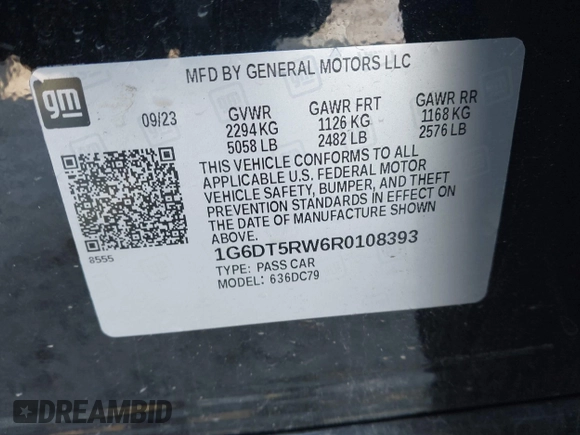 gm
MFD BY GENERAL MOTORS LLC
09/23
GVWR
2294 KG
5058 LB
GAWR FRT
1126 KG
2482 LB
GAWR RR
1168 KG
2576 LB
THIS VEHICLE CONFORMS TO ALL
APPLICABLE U.S. FEDERAL MOTOR
VEHICLE SAFETY, BUMPER, AND THEFT
PREVENTION STANDARDS IN EFFECT ON
THE DATE OF MANUFACTURE SHOWN
ABOVE.
8555
1G6DT5RW6R0108393
TYPE: PASS CAR
MODEL: 636DC79
DREAMBID